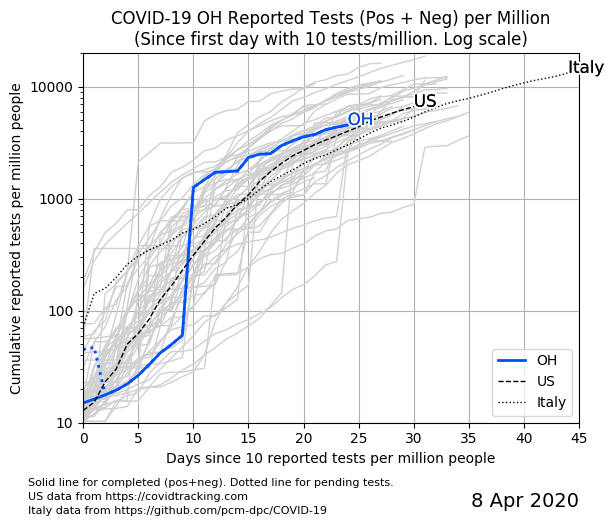 COVID-19 OH Reported Tests (Pos + Neg) per Million
(Since first day with 10 tests/million. Log scale)
Cumulative reported tests per million people
10000
1000
100
10
Italy
US
OH
OH
US
Italy
0 5 10 15 20 25 30 35 40 45
Days since 10 reported tests per million people
Solid line for completed (pos+neg). Dotted line for pending tests.
US data from https://covidtracking.com
Italy data from https://github.com/pcm-dpc/COVID-19
8 Apr 2020